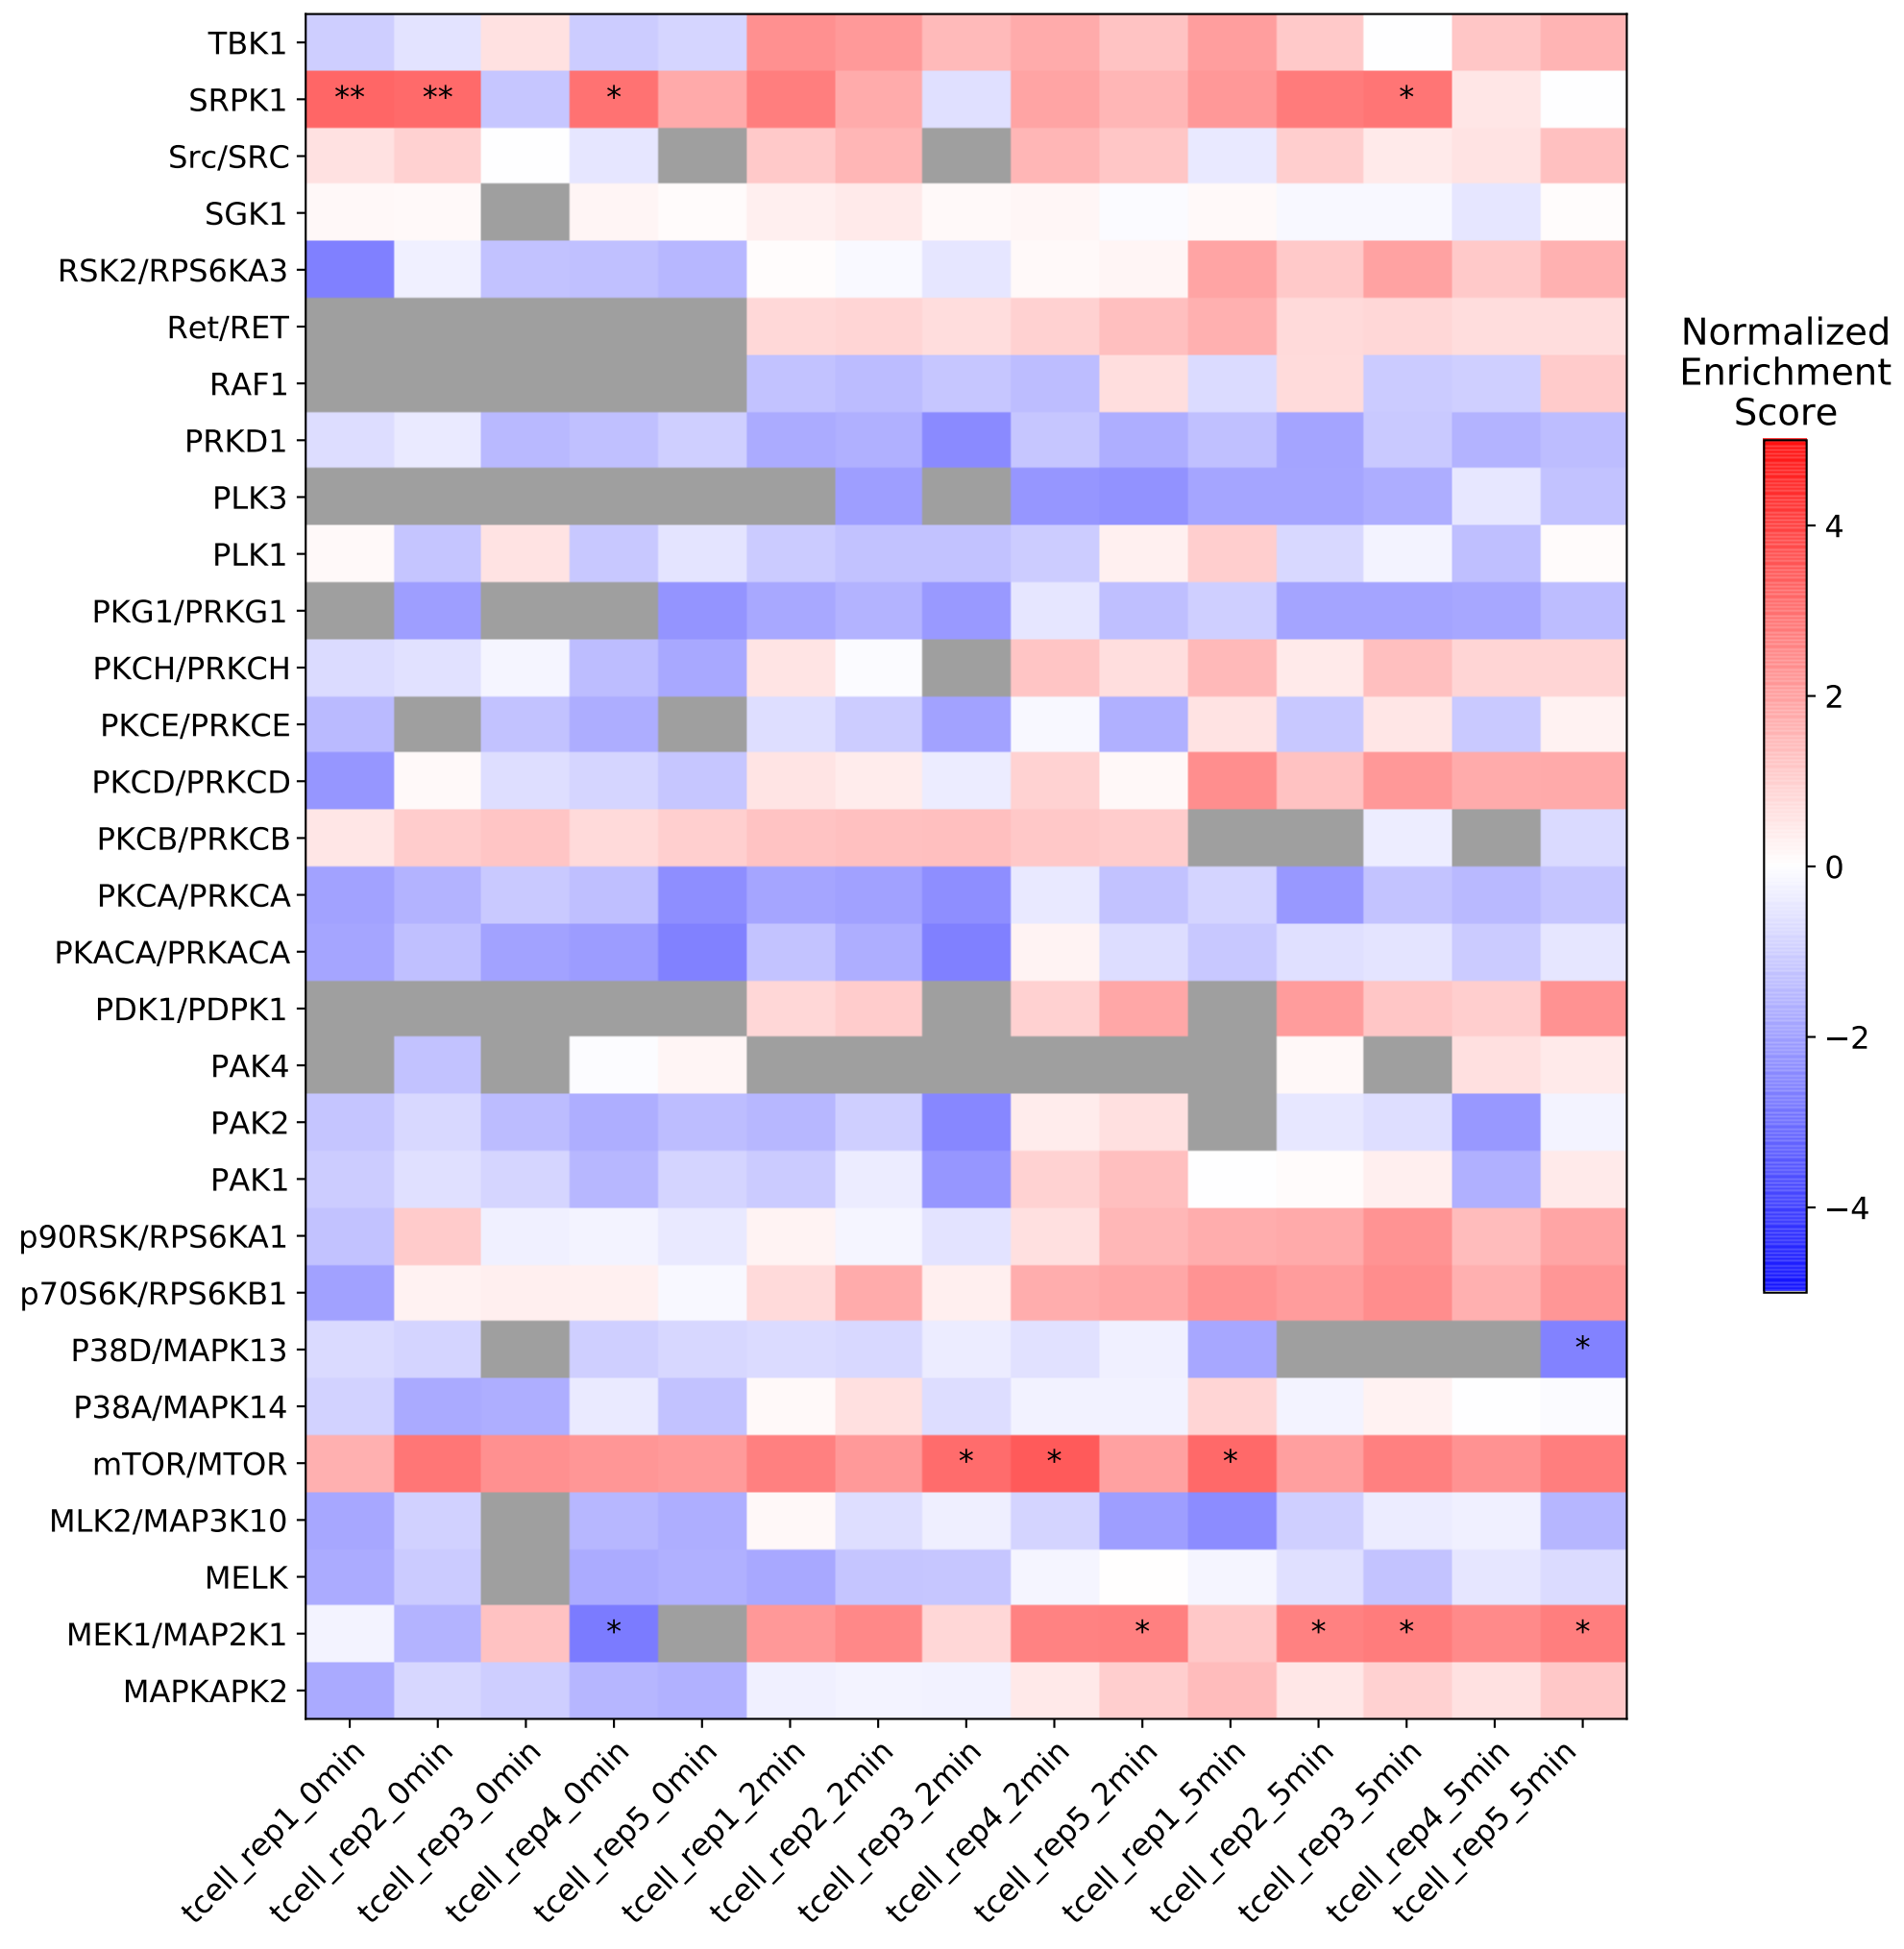 TBK1
SRPK1
** ** * *
Src/SRC
SGK1
RSK2/RPS6KA3
Ret/RET
RAF1
PRKD1
PLK3
PLK1
PKG1/PRKG1
PKCH/PRKCH
PKCE/PRKCE
PKCD/PRKCD
PKCB/PRKCB
PKCA/PRKCA
PKACA/PRKACA
PDK1/PDPK1
PAK4
PAK2
PAK1
p90RSK/RPS6KA1
p70S6K/RPS6KB1
P38D/MAPK13
*
P38A/MAPK14
mTOR/MTOR
* * *
MLK2/MAP3K10
MELK
MEK1/MAP2K1
* * * * *
MAPKAPK2
tcell_rep1_0min
tcell_rep2_0min
tcell_rep3_0min
tcell_rep4_0min
tcell_rep5_0min
tcell_rep1_2min
tcell_rep2_2min
tcell_rep3_2min
tcell_rep4_2min
tcell_rep5_2min
tcell_rep1_5min
tcell_rep2_5min
tcell_rep3_5min
tcell_rep4_5min
tcell_rep5_5min
Normalized
Enrichment
Score
4
2
0
−2
−4